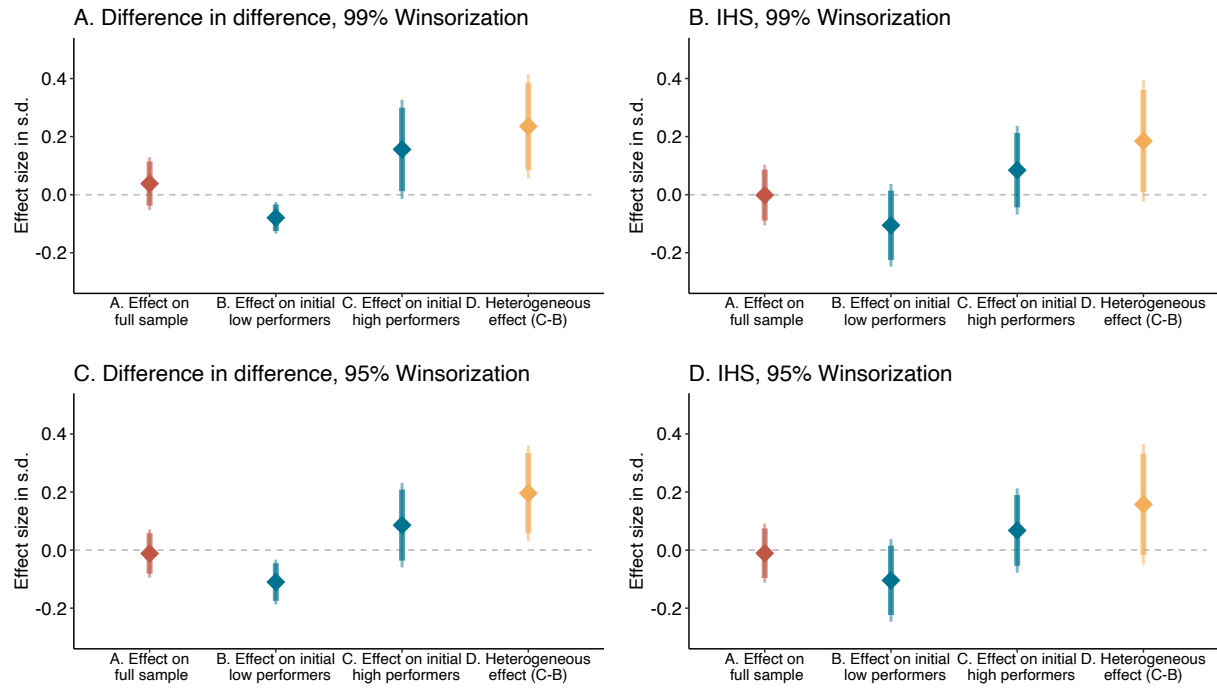 A. Difference in difference, 99% Winsorization
Effect size in s.d.
0.4
0.2
0.0
-0.2
A. Effect on
full sample
B. Effect on initial
low performers
C. Effect on initial
high performers
D. Heterogeneous
effect (C-B)
B. IHS, 99% Winsorization
Effect size in s.d.
0.4
0.2
0.0
-0.2
A. Effect on
full sample
B. Effect on initial
low performers
C. Effect on initial
high performers
D. Heterogeneous
effect (C-B)
C. Difference in difference, 95% Winsorization
Effect size in s.d.
0.4
0.2
0.0
-0.2
A. Effect on
full sample
B. Effect on initial
low performers
C. Effect on initial
high performers
D. Heterogeneous
effect (C-B)
D. IHS, 95% Winsorization
Effect size in s.d.
0.4
0.2
0.0
-0.2
A. Effect on
full sample
B. Effect on initial
low performers
C. Effect on initial
high performers
D. Heterogeneous
effect (C-B)